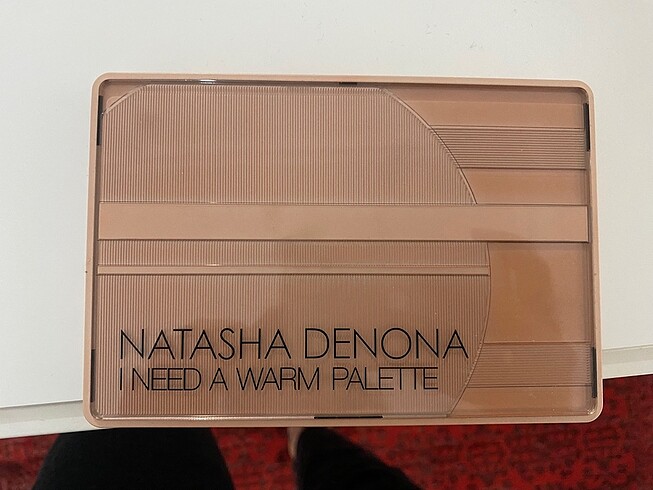 NATASHA DENONA
I NEED A WARM PALETTE